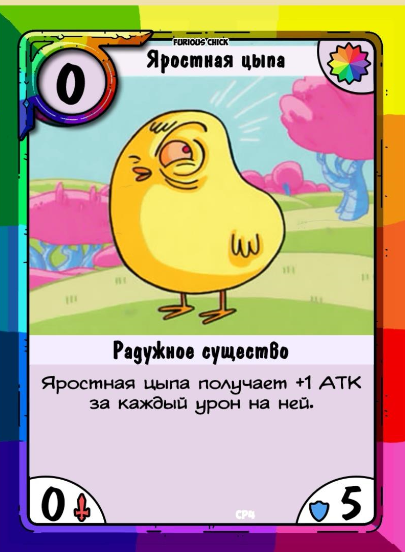 FURIOUS CHICK
Яростная цыпа
0
Радужное существо
Яростная цыпа получает +1 АТК
за каждый урон на ней.
0
5